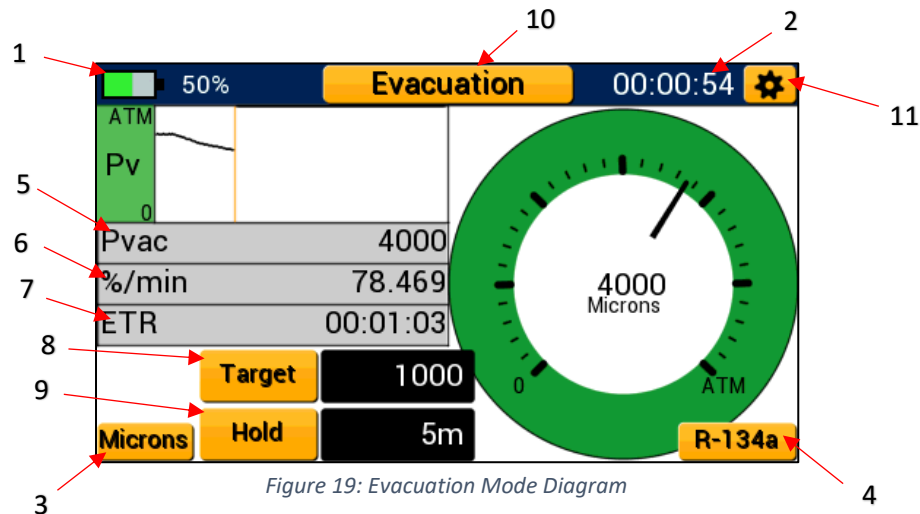 10
2
1
50%
Evacuation
00:00:54
11
ATM
Pv
0
5
Pvac 4000
6
%/min 78.469
7
ETR 00:01:03
4000
Microns
0
ATM
8
Target 1000
9
Hold 5m
Microns
R-134a
3
4
Figure 19: Evacuation Mode Diagram